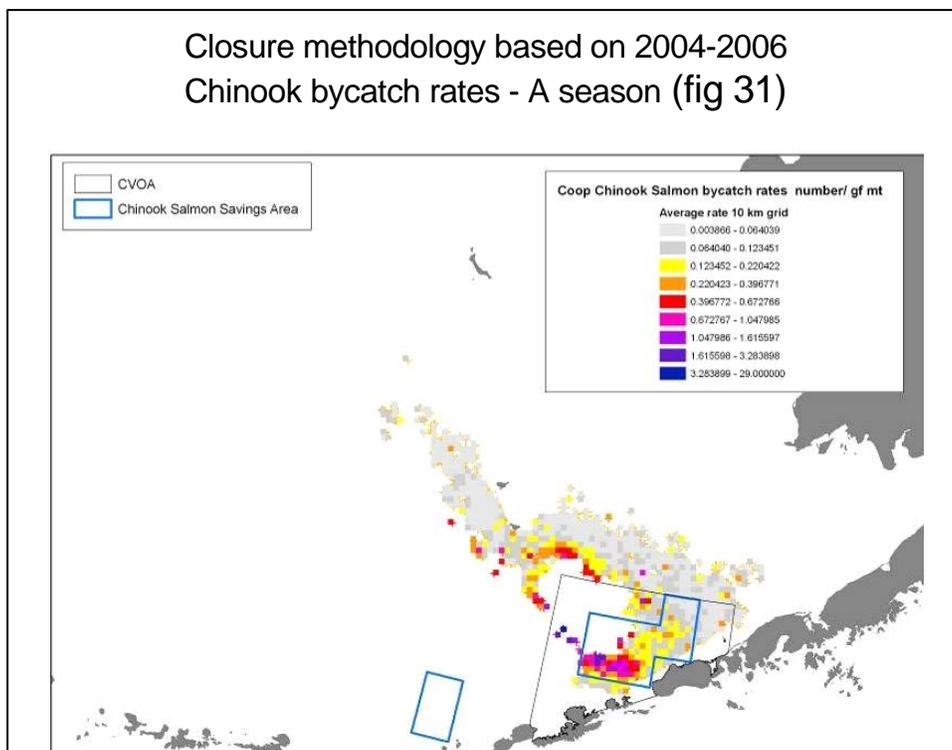 Closure methodology based on 2004-2006
Chinook bycatch rates - A season (fig 31)
CVOA
Chinook Salmon Savings Area
Coop Chinook Salmon bycatch rates number/ gf mt
Average rate 10 km grid
0.003866 - 0.064039
0.064040 - 0.123451
0.123452 - 0.220422
0.220423 - 0.396771
0.396772 - 0.672766
0.672767 - 1.047985
1.047986 - 1.615597
1.615598 - 3.283898
3.283899 - 29.000000